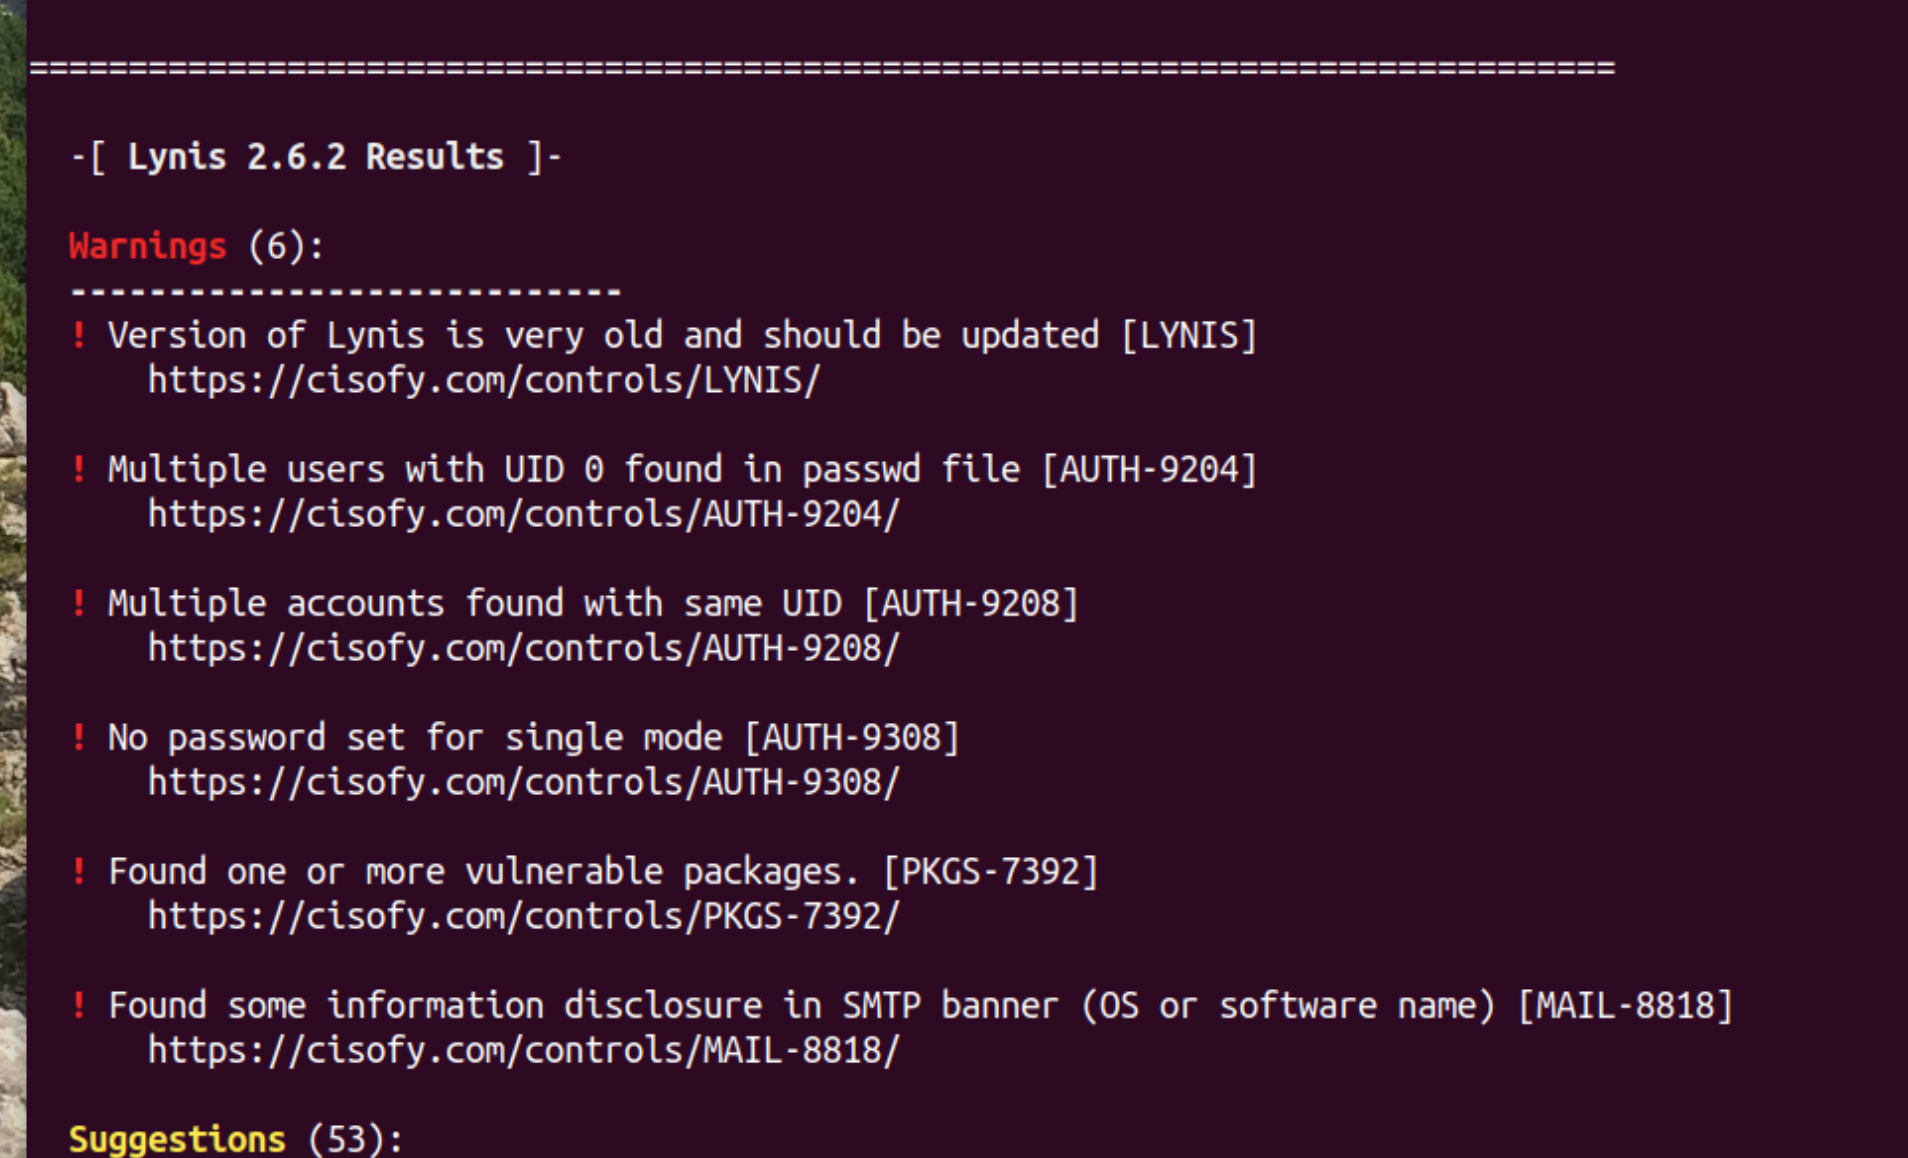 ================================================================================
-[ Lynis 2.6.2 Results ]-
Warnings (6):
----------------------------
! Version of Lynis is very old and should be updated [LYNIS]
https://cisofy.com/controls/LYNIS/
! Multiple users with UID 0 found in passwd file [AUTH-9204]
https://cisofy.com/controls/AUTH-9204/
! Multiple accounts found with same UID [AUTH-9208]
https://cisofy.com/controls/AUTH-9208/
! No password set for single mode [AUTH-9308]
https://cisofy.com/controls/AUTH-9308/
! Found one or more vulnerable packages. [PKGS-7392]
https://cisofy.com/controls/PKGS-7392/
! Found some information disclosure in SMTP banner (OS or software name) [MAIL-8818]
https://cisofy.com/controls/MAIL-8818/
Suggestions (53):